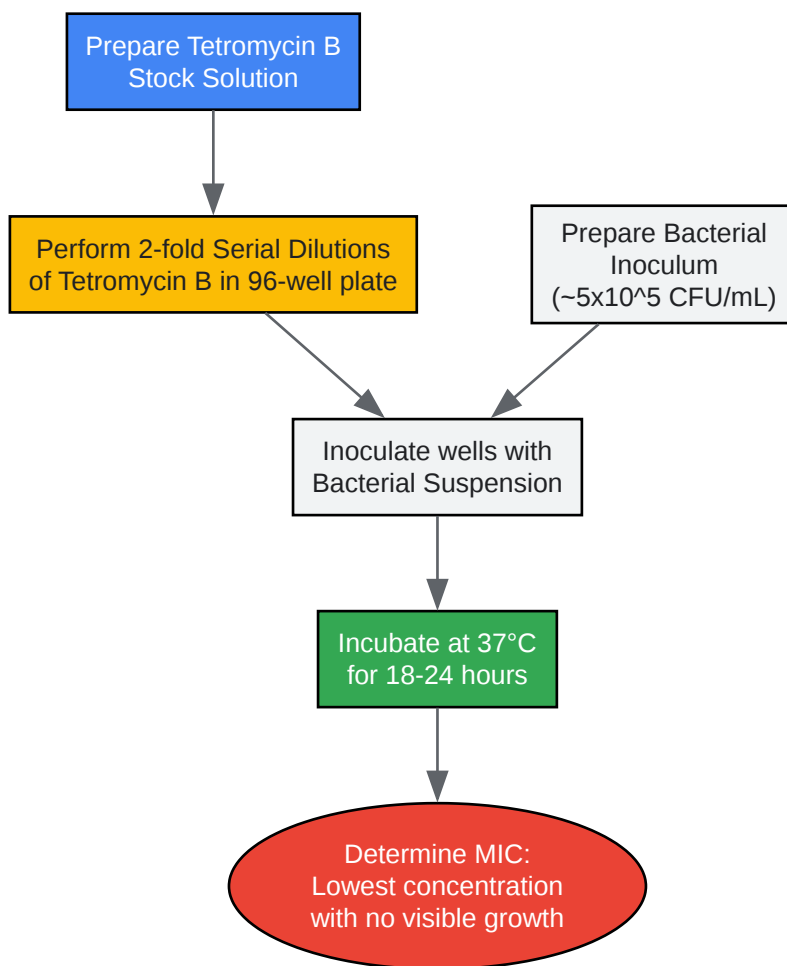 Prepare Tetromycin B
Stock Solution
Perform 2-fold Serial Dilutions
of Tetromycin B in 96-well plate
Prepare Bacterial
Inoculum
(~5x10^5 CFU/mL)
Inoculate wells with
Bacterial Suspension
Incubate at 37°C
for 18-24 hours
Determine MIC:
Lowest concentration
with no visible growth